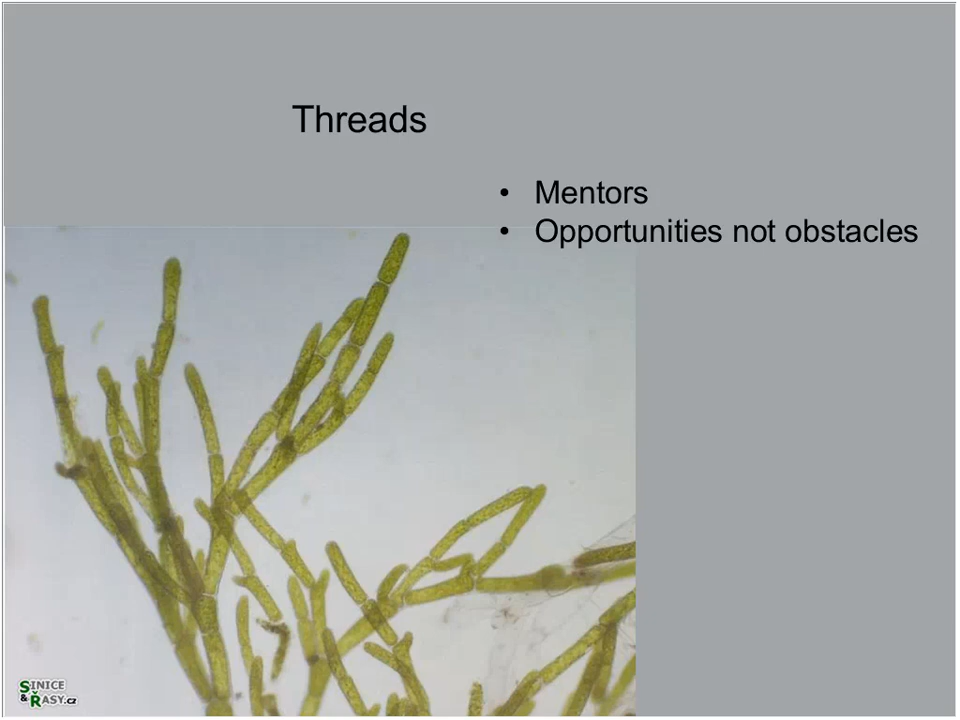 Threads
• Mentors
• Opportunities not obstacles
SINICE
& ŘASY.cz